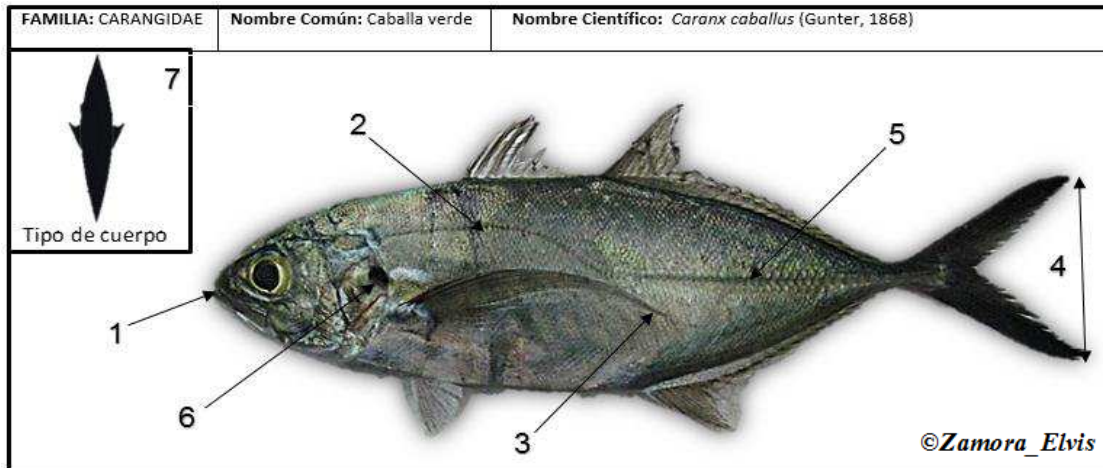 FAMILIA: CARANGIDAE Nombre Común: Caballa verde Nombre Científico: Caranx caballus (Gunter, 1868)
7
Tipo de cuerpo
2
5
4
1
6
3
©Zamora_Elvis